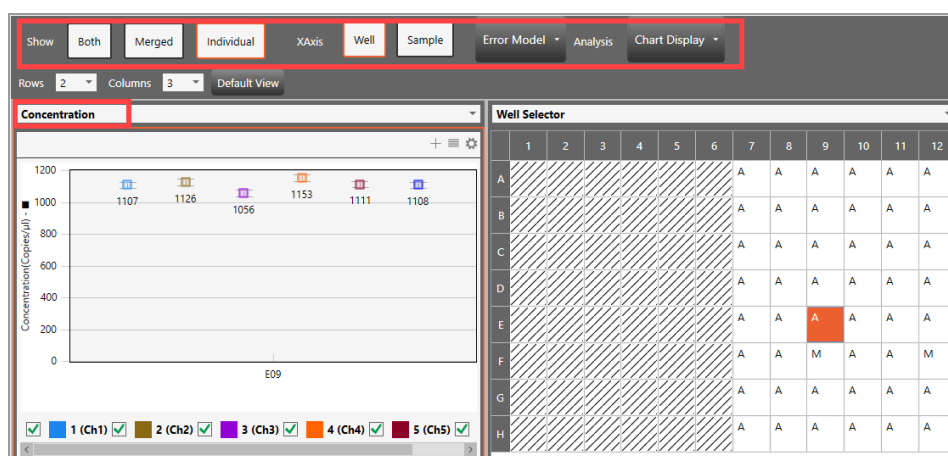 Show Both Merged Individual XAxis Well Sample Error Model Analysis Chart Display
Rows 2 Columns 3 Default View
Concentration
Well Selector
1 2 3 4 5 6 7 8 9 10 11 12
1200
1000
800
600
400
200
0
Concentration(Copies/µl) - ■
1107 1126 1056 1153 1111 1108
E09
1 (Ch1) 2 (Ch2) 3 (Ch3) 4 (Ch4) 5 (Ch5)
A A A A A A A
B A A A A A A
C A A A A A A
D A A A A A A
E A A A A A A
F A A M A A M
G A A A A A A
H A A A A A A